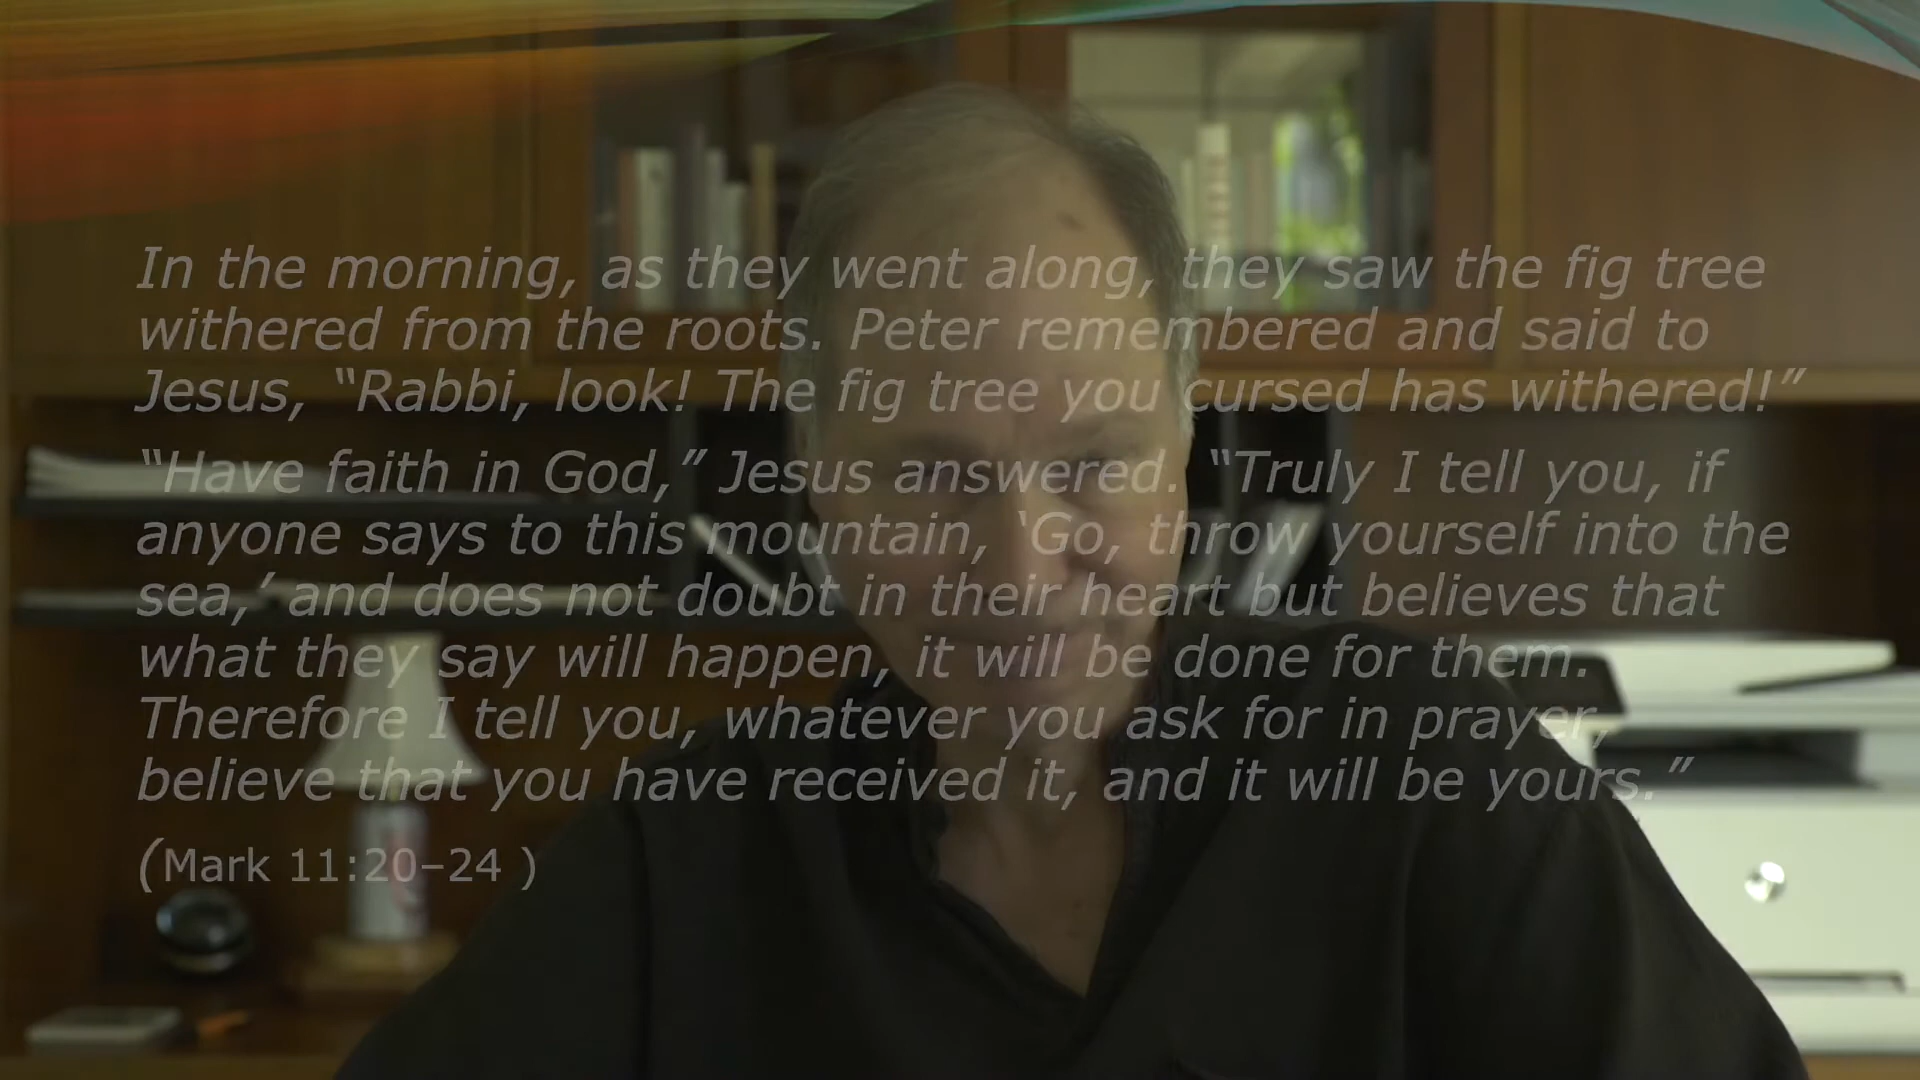 In the morning, as they went along, they saw the fig tree
withered from the roots. Peter remembered and said to
Jesus, “Rabbi, look! The fig tree you cursed has withered!”
“Have faith in God,” Jesus answered. “Truly I tell you, if
anyone says to this mountain, ‘Go, throw yourself into the
sea,’ and does not doubt in their heart but believes that
what they say will happen, it will be done for them.
Therefore I tell you, whatever you ask for in prayer,
believe that you have received it, and it will be yours.”
(Mark 11:20–24 )